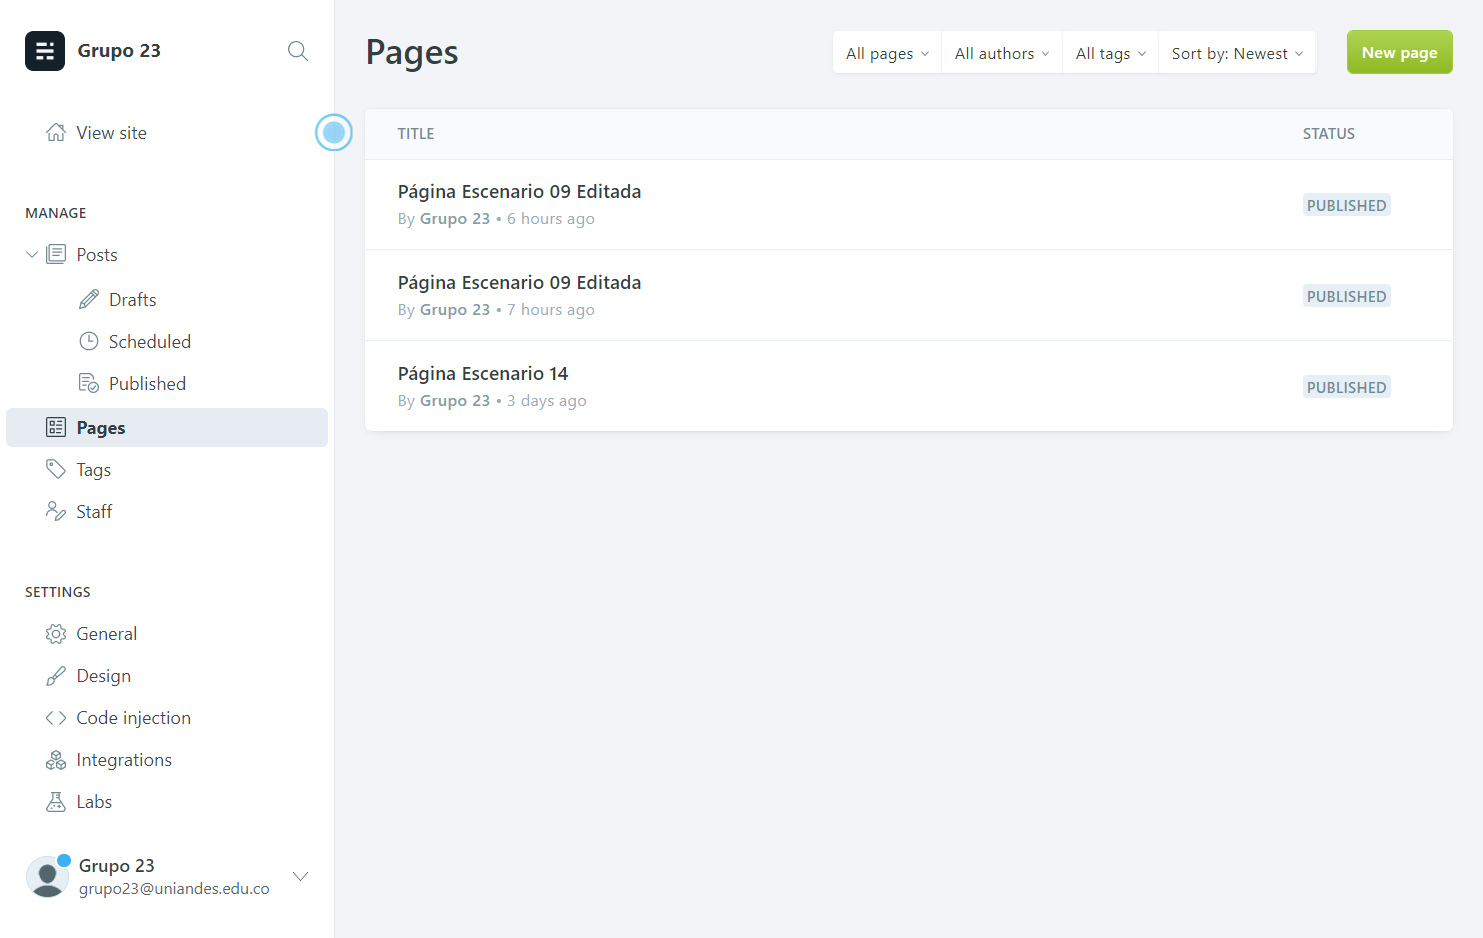 Grupo 23
View site
MANAGE
Posts
Drafts
Scheduled
Published
Pages
Tags
Staff
SETTINGS
General
Design
Code injection
Integrations
Labs
Grupo 23
grupo23@uniandes.edu.co
Pages
All pages
All authors
All tags
Sort by: Newest
New page
TITLE
STATUS
Página Escenario 09 Editada
By Grupo 23 • 6 hours ago
PUBLISHED
Página Escenario 09 Editada
By Grupo 23 • 7 hours ago
PUBLISHED
Página Escenario 14
By Grupo 23 • 3 days ago
PUBLISHED